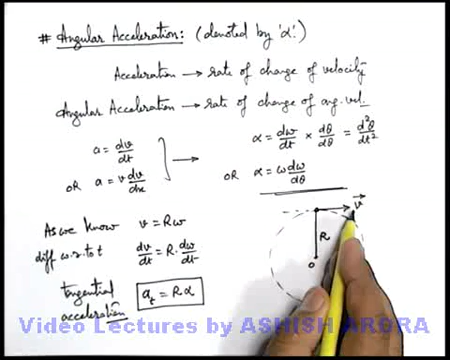 # Angular Acceleration: (denoted by 'α'.)
Acceleration → rate of change of velocity
Angular Acceleration → rate of change of ang. vel.
a = dv/dt
α = dω/dt × dθ/dθ = d²θ/dt²
OR a = v dv/dx
OR α = ω dω/dθ
As we know v = Rω
diff w.r.to t dv/dt = R. dω/dt
tangential acceleration aₜ = Rα
v
R
O
Video Lectures by ASHISH ARORA